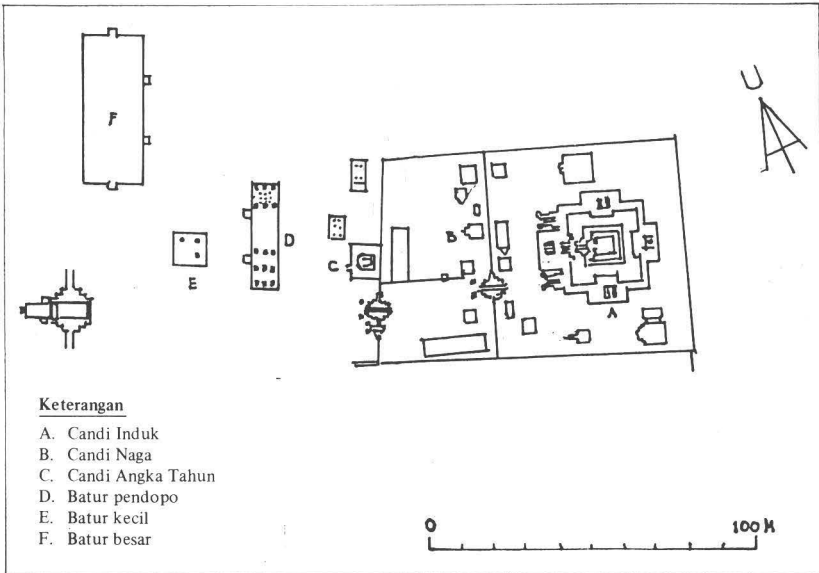 F
U
B
D
C
E
A
Keterangan
A. Candi Induk
B. Candi Naga
C. Candi Angka Tahun
D. Batur pendopo
E. Batur kecil
F. Batur besar
0 100 M